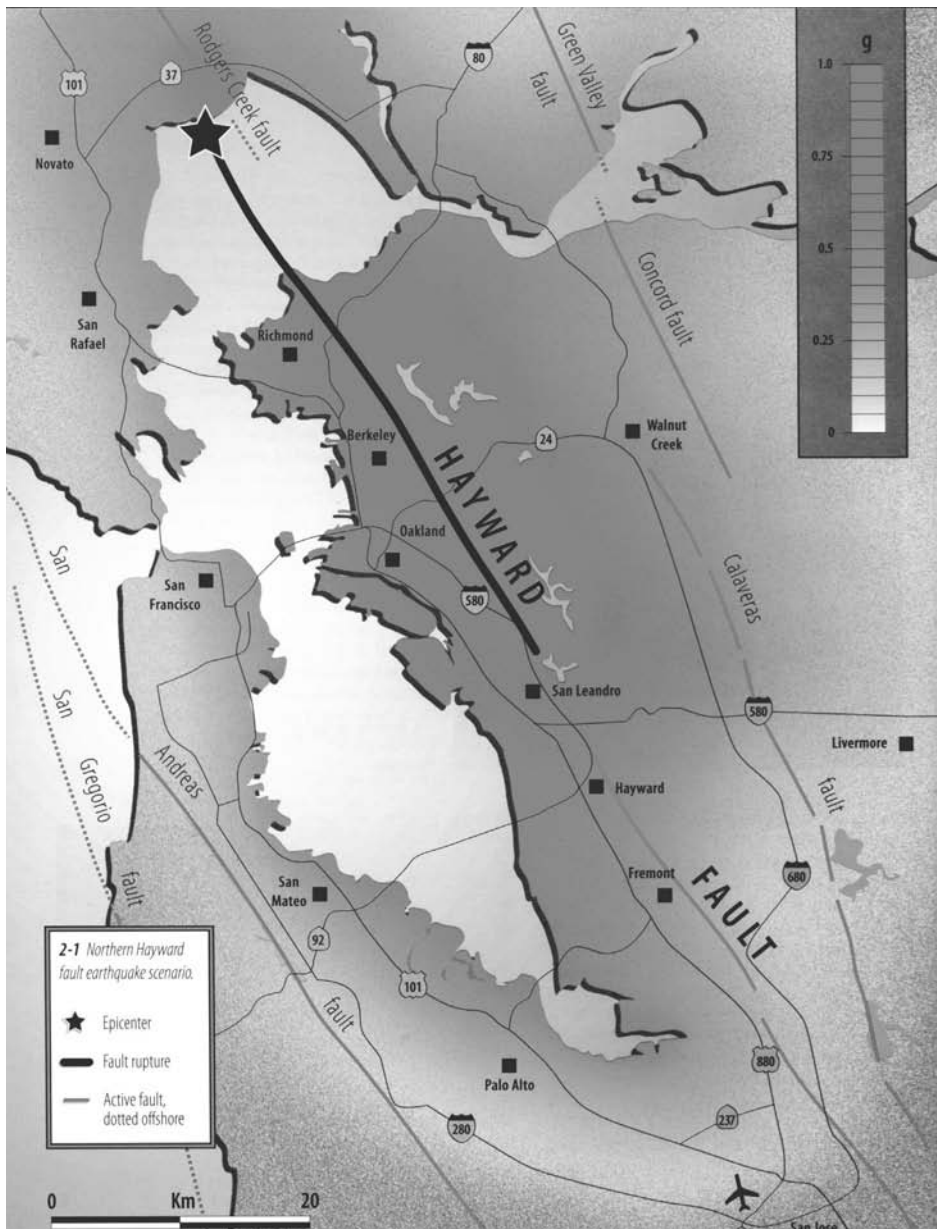 g
1.0
0.75
0.5
0.25
0
101
37
80
Rodgers Creek fault
Green Valley
fault
Novato
Concord fault
San
Rafael
Richmond
Berkeley
24
Walnut
Creek
HAYWARD
Oakland
San
San
Francisco
580
Calaveras
San Leandro
580
San
Gregorio
Andreas
Livermore
Hayward
fault
fault
San
Mateo
Fremont
FAULT
680
92
101
2-1 Northern Hayward
fault earthquake scenario.
Epicenter
Fault rupture
Active fault,
dotted offshore
fault
880
Palo Alto
237
280
0 Km 20
San Jose